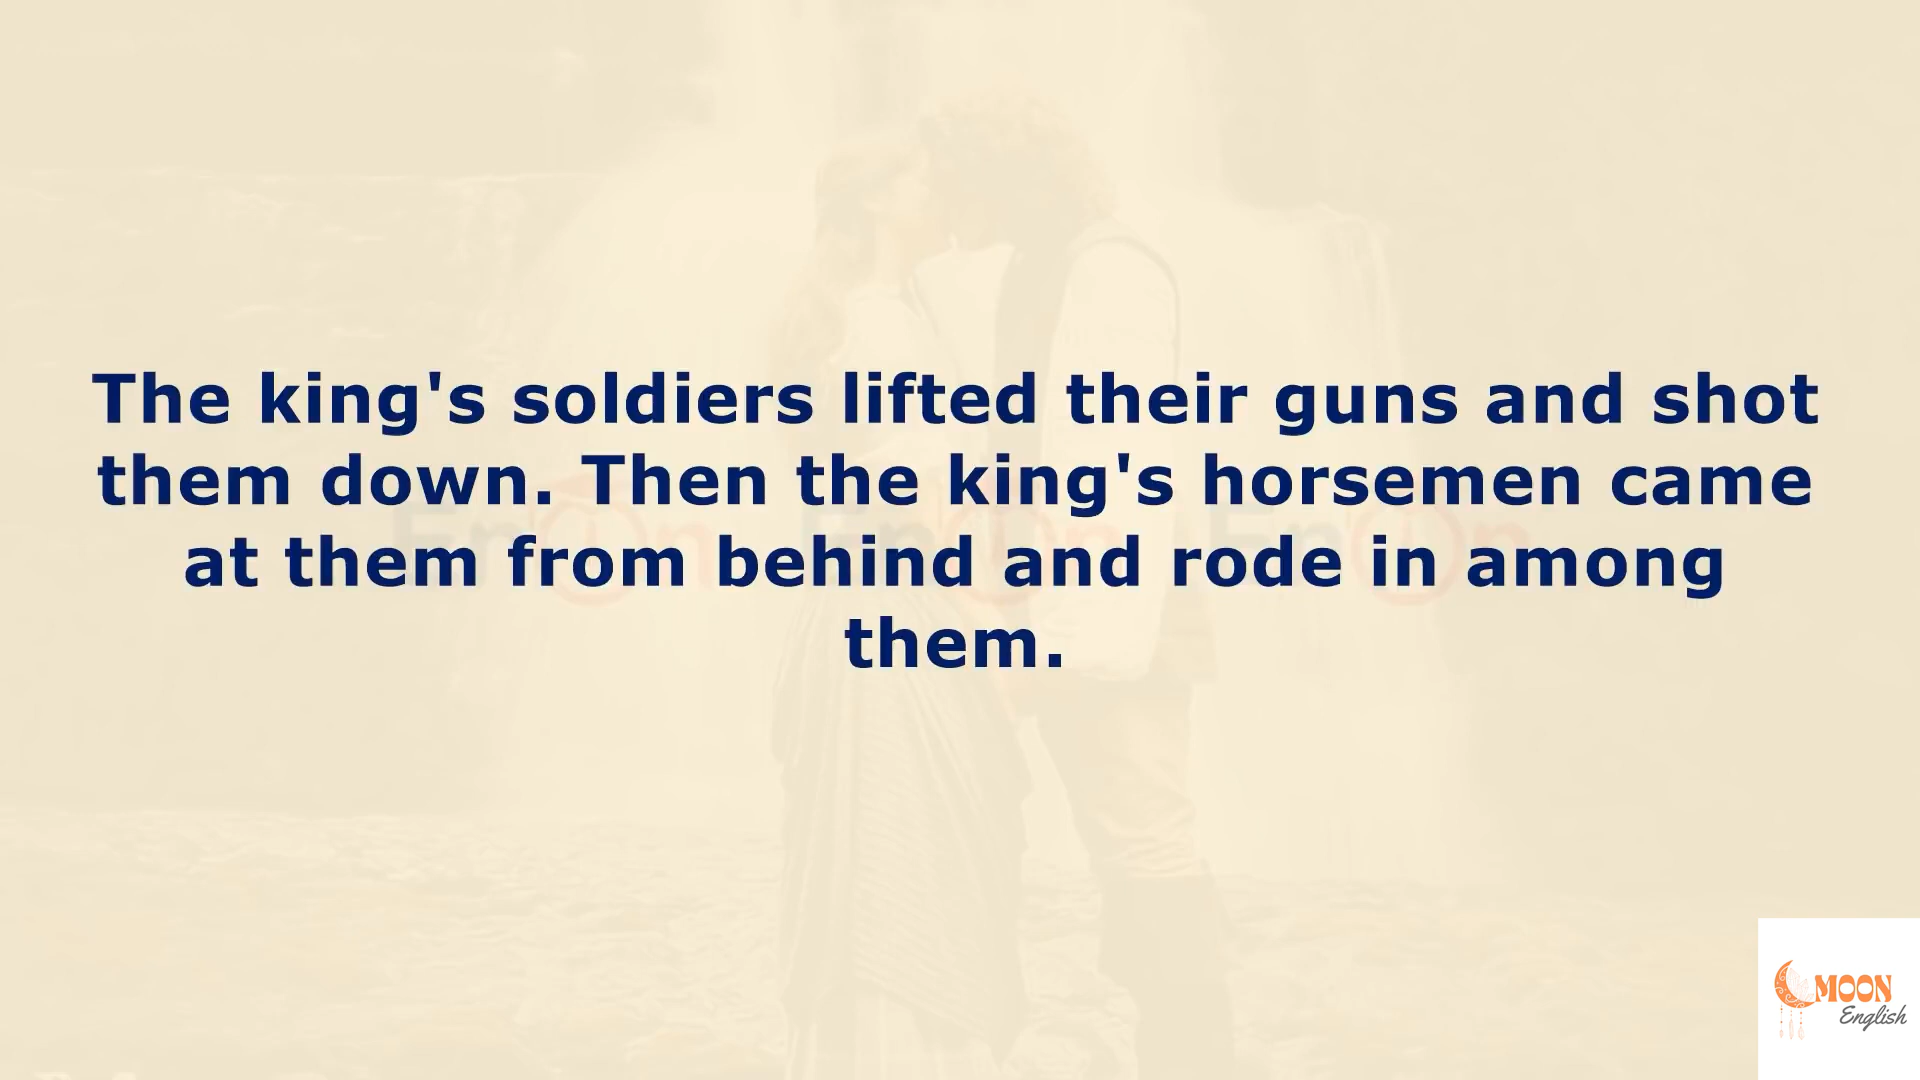 The king's soldiers lifted their guns and shot
them down. Then the king's horsemen came
at them from behind and rode in among
them.
MOON
English